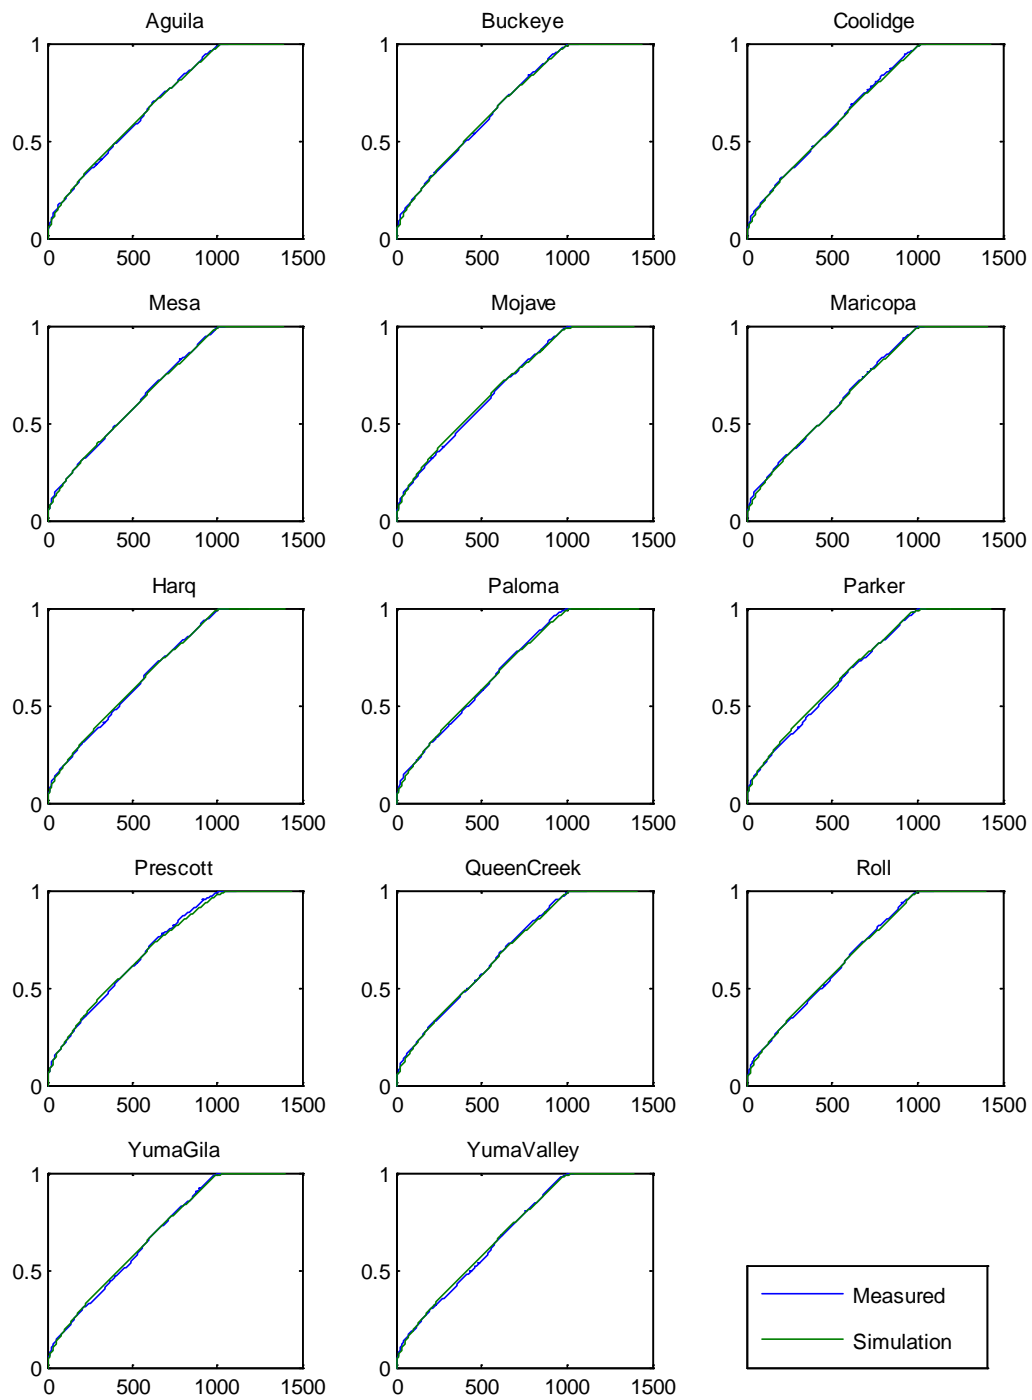 Aguila Buckeye Coolidge
1 1 1
0.5 0.5 0.5
0 0 0
0 500 1000 1500 0 500 1000 1500 0 500 1000 1500
Mesa Mojave Maricopa
1 1 1
0.5 0.5 0.5
0 0 0
0 500 1000 1500 0 500 1000 1500 0 500 1000 1500
Harq Paloma Parker
1 1 1
0.5 0.5 0.5
0 0 0
0 500 1000 1500 0 500 1000 1500 0 500 1000 1500
Prescott QueenCreek Roll
1 1 1
0.5 0.5 0.5
0 0 0
0 500 1000 1500 0 500 1000 1500 0 500 1000 1500
YumaGila YumaValley
1 1
0.5 0.5
0 0
0 500 1000 1500 0 500 1000 1500
Measured
Simulation